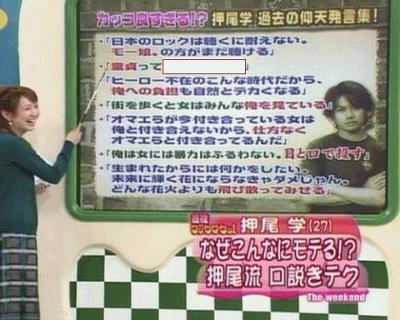 カッコ良すぎる!? 押尾学 過去の仰天発言集!
・「日本のロックは聴くに耐えない。
モー娘。の方がまだ聴ける」
・「童貞って
・「ヒーロー不在のこんな時代だから、
俺への負担も自然とデカくなる」
・「街を歩くと女はみんな俺を見ている」
・「オマエらが今付き合っている女は
俺と付き合えないから、仕方なく
オマエらと付き合ってるんだ」
・「俺は女には暴力はふるわない。目と口で殺す」
・「生まれたからには何かをしたい。
未来に輝く花にならなきゃダメじゃん。
どんな花火よりも飛び散ってみせる」
押尾 学(27)
なぜこんなにモテる!?
押尾流 口説きテク
The weekend